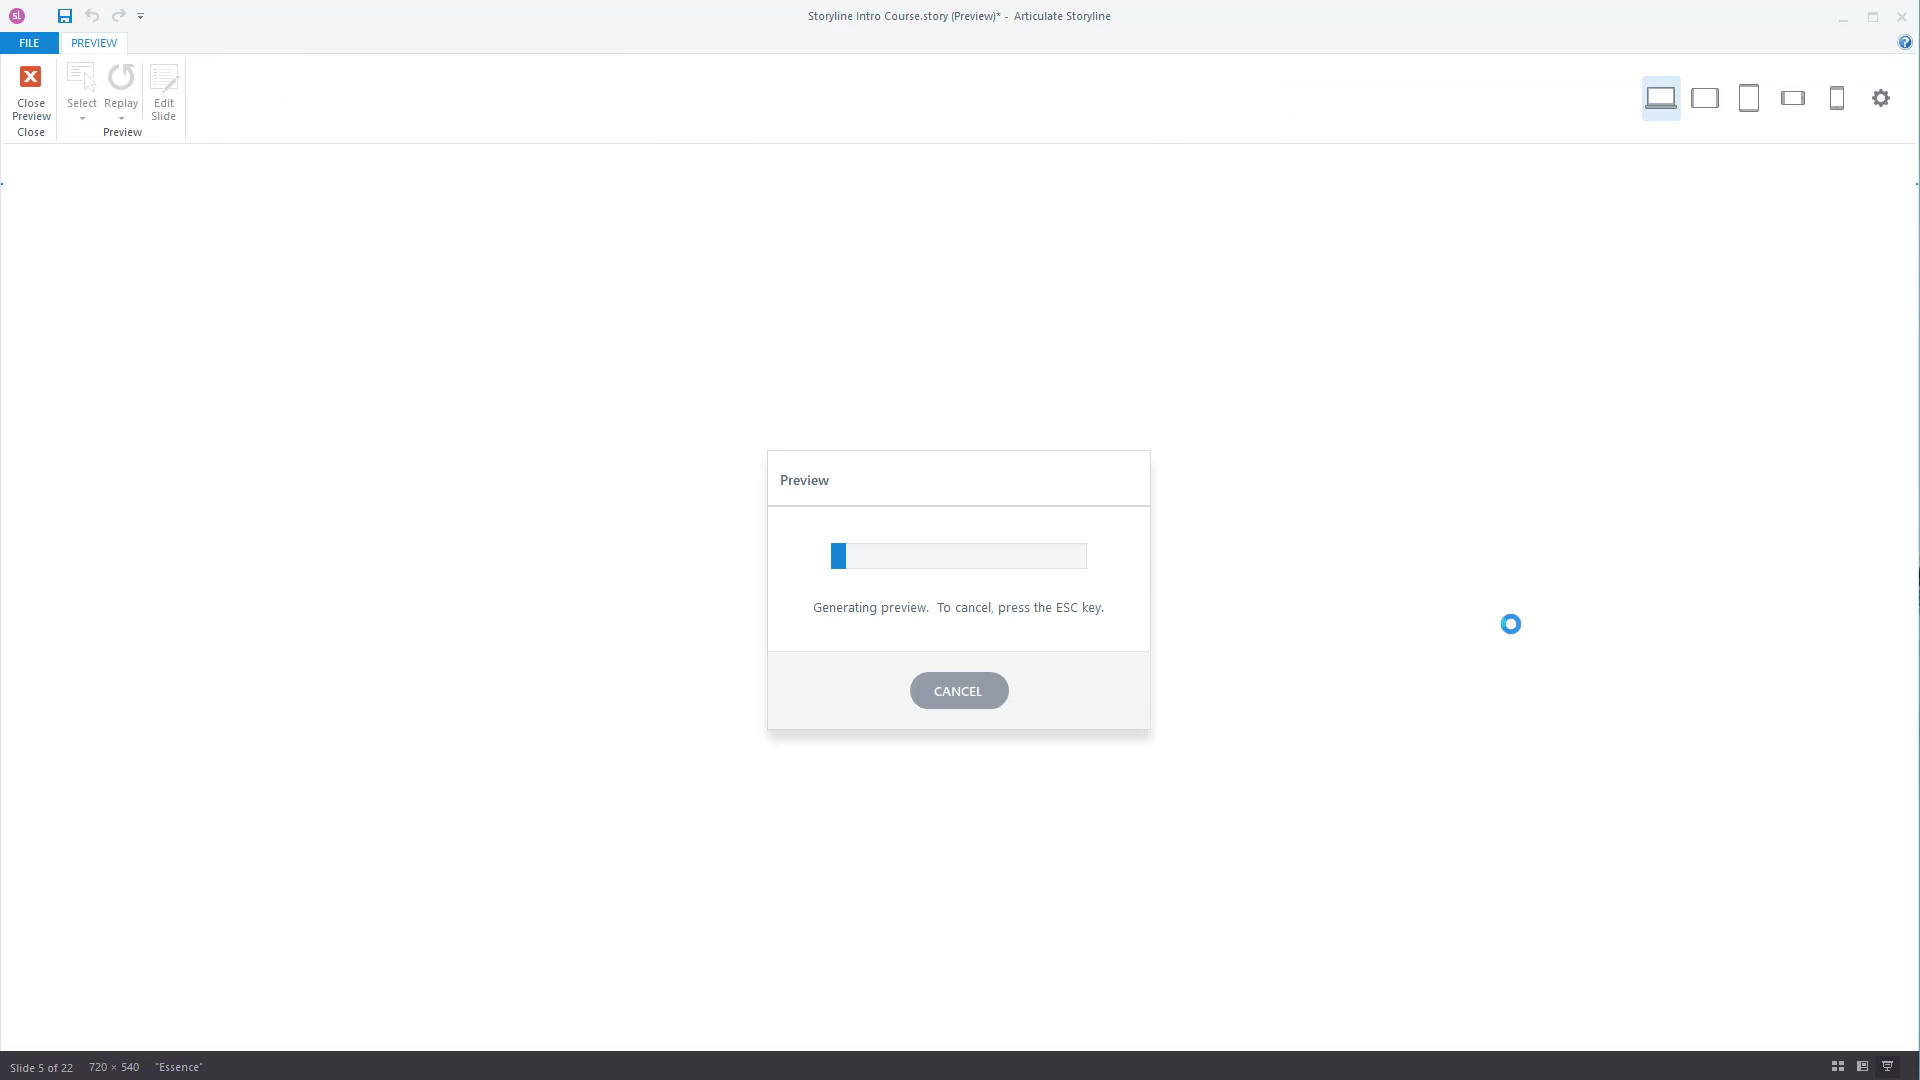 sl
Storyline Intro Course.story (Preview)* - Articulate Storyline
FILE
PREVIEW
?
Close Preview
Select
Replay
Edit Slide
Close
Preview
Preview
Generating preview. To cancel, press the ESC key.
CANCEL
Slide 5 of 22
720 × 540
"Essence"